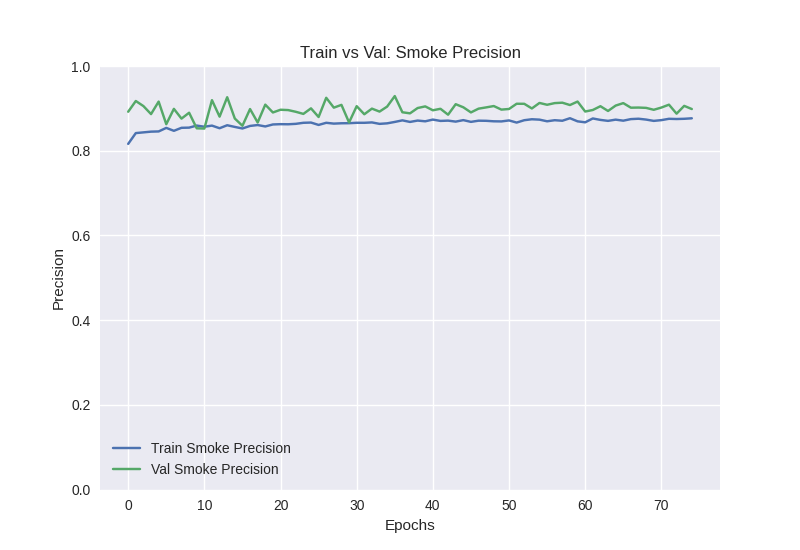 Train vs Val: Smoke Precision
1.0
0.8
0.6
0.4
0.2
0.0
Precision
Train Smoke Precision
Val Smoke Precision
0 10 20 30 40 50 60 70
Epochs